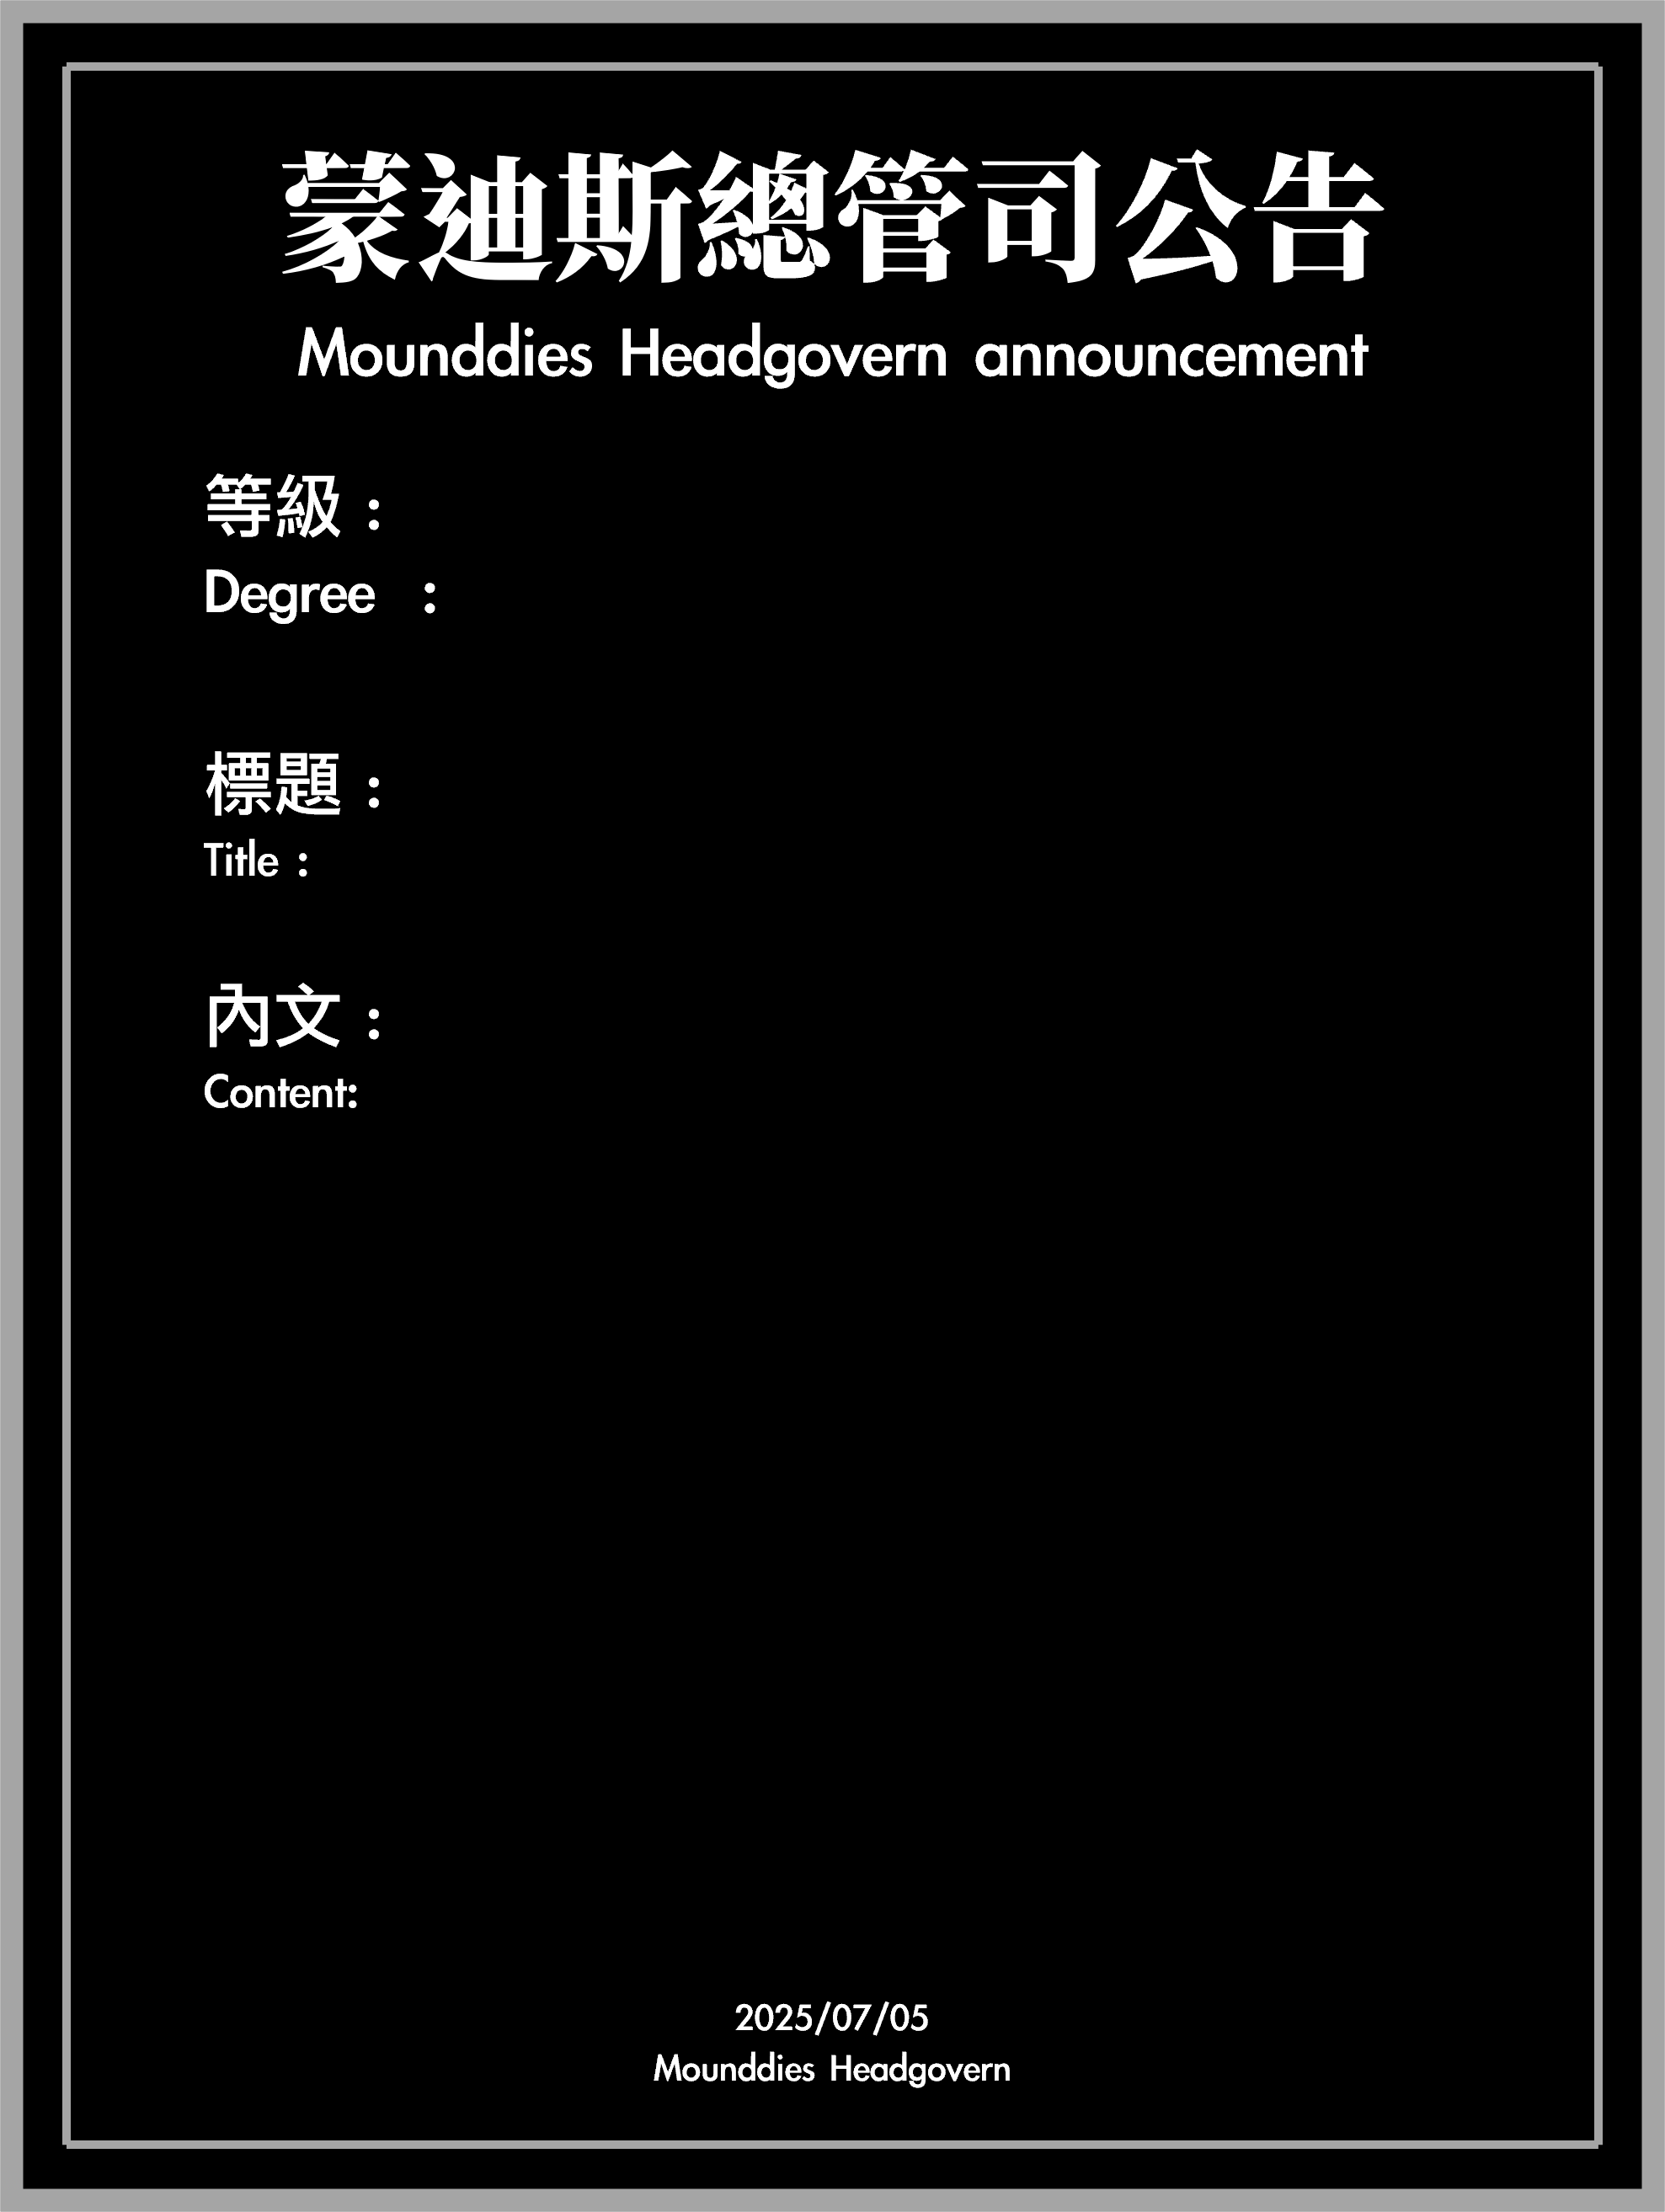 蒙迪斯總管司公告
Mounddies Headgovern announcement
等級：
Degree ：
標題：
Title：
內文：
Content:
2025/07/05
Mounddies Headgovern